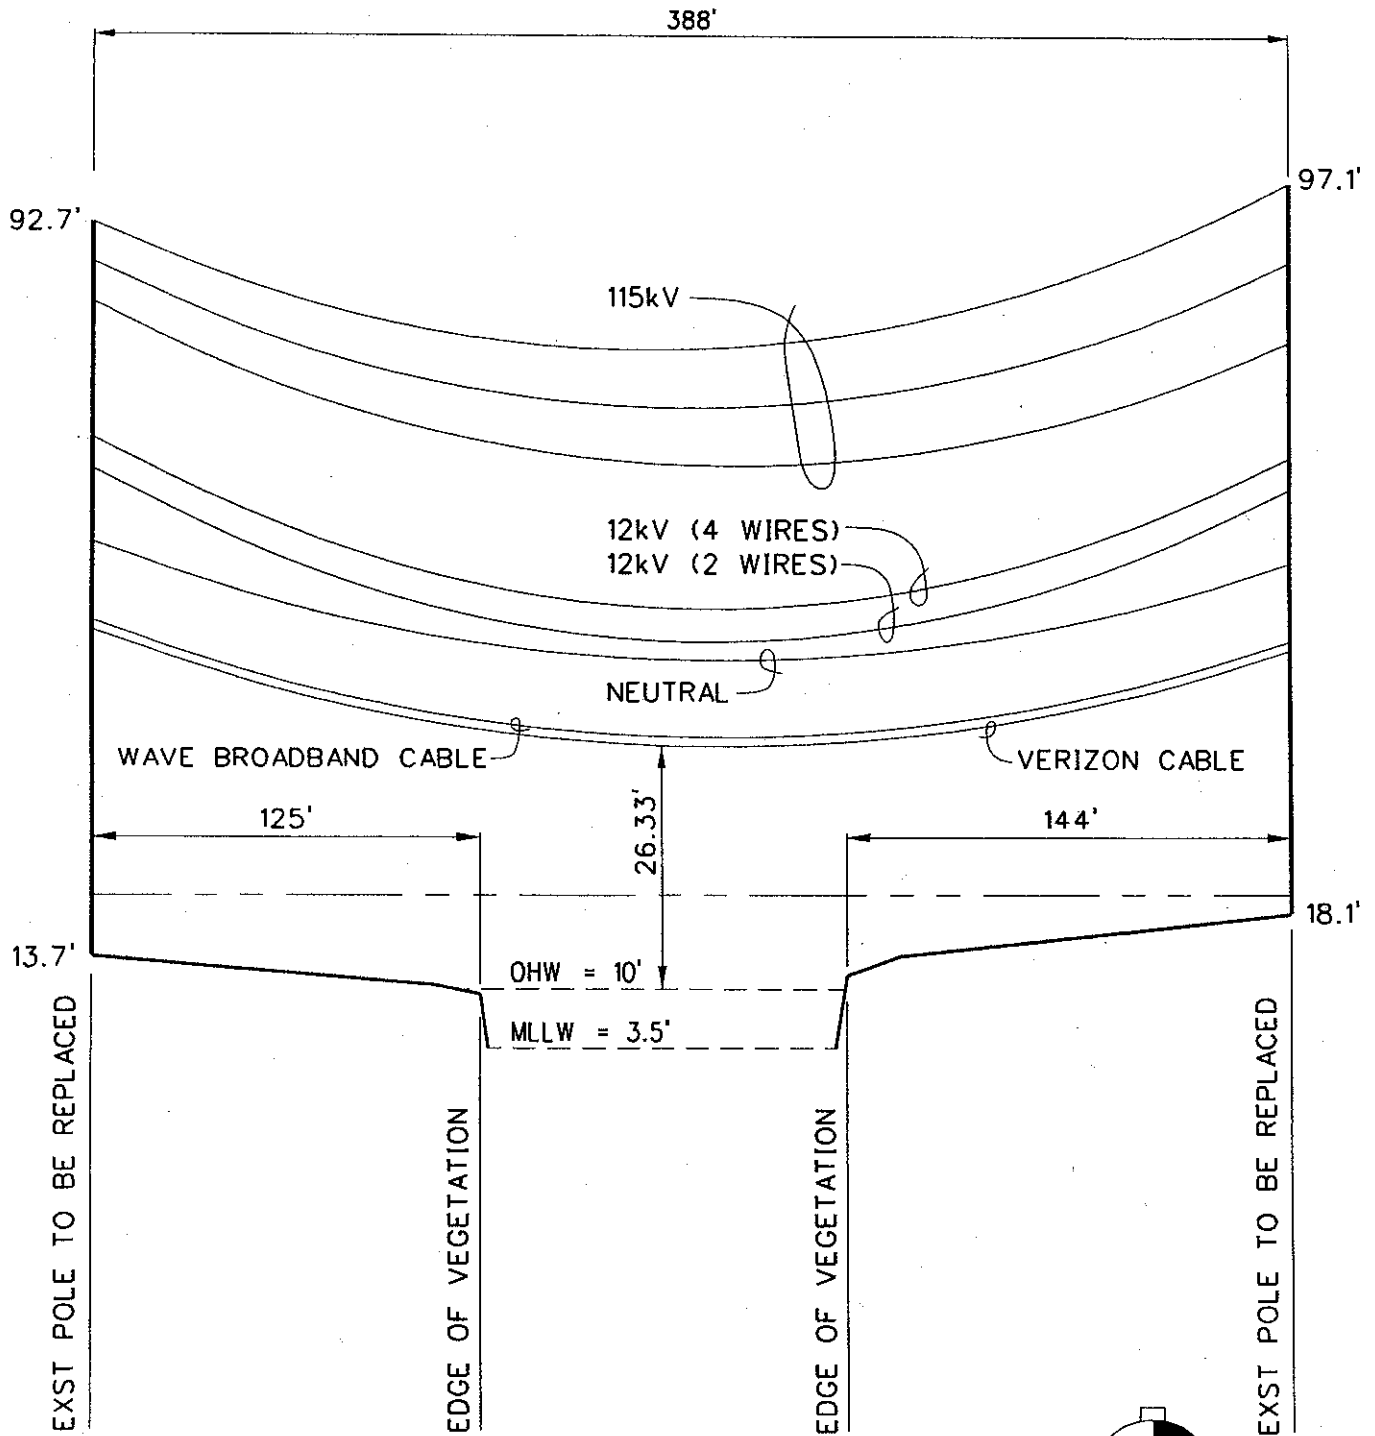 388'
97.1'
92.7'
115kV
12kV (4 WIRES)
12kV (2 WIRES)
NEUTRAL
WAVE BROADBAND CABLE
VERIZON CABLE
125'
26.33'
144'
18.1'
13.7'
OHW = 10'
MLLW = 3.5'
EXST POLE TO BE REPLACED
EDGE OF VEGETATION
EDGE OF VEGETATION
EXST POLE TO BE REPLACED